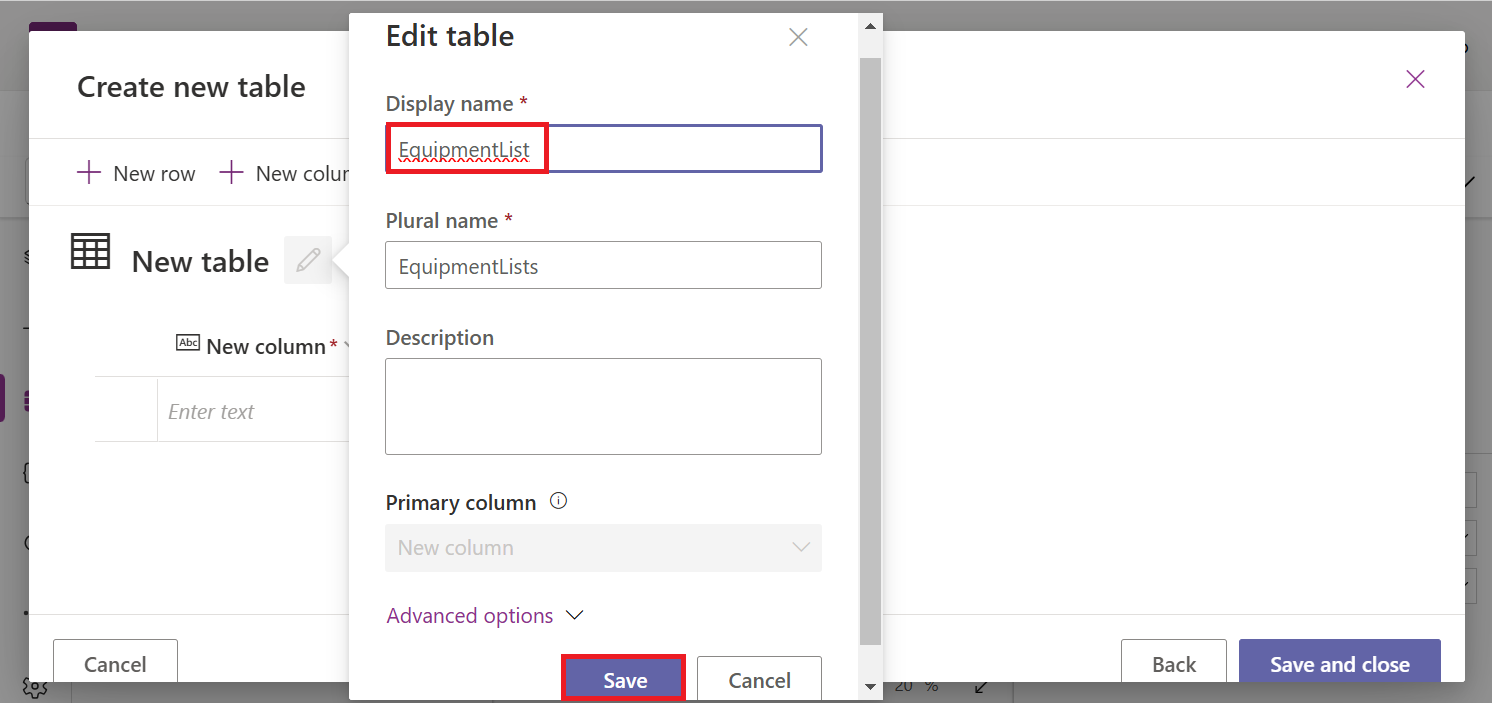 Create new table
New row
New colur
New table
Abc New column *
Enter text
Cancel
Edit table
Display name *
EquipmentList
Plural name *
EquipmentLists
Description
Primary column
New column
Advanced options
Save
Cancel
Back
Save and close
20 %